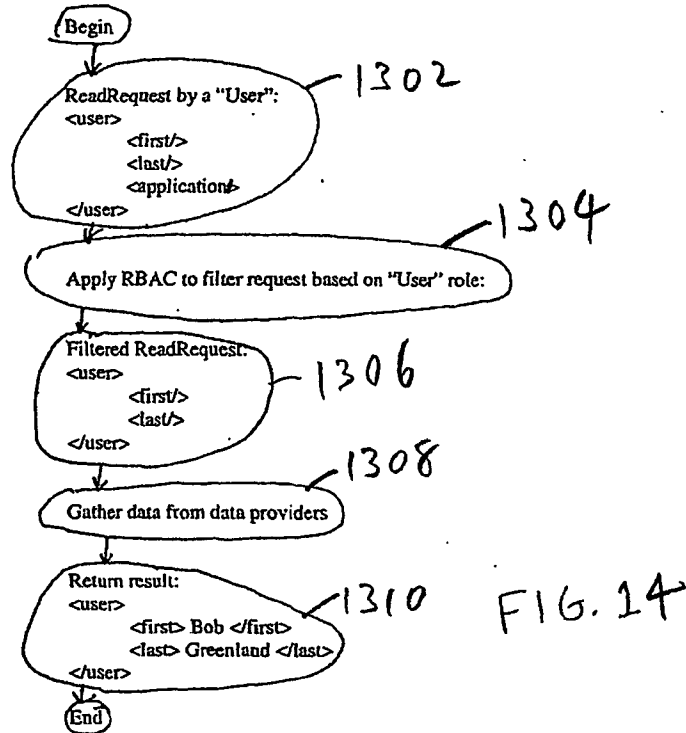 Begin
1302
ReadRequest by a "User":
<user>
<first/>
<last/>
<application/>
</user>
1304
Apply RBAC to filter request based on "User" role:
Filtered ReadRequest:
<user>
<first/>
<last/>
</user>
1306
1308
Gather data from data providers
Return result:
<user>
<first> Bob </first>
<last> Greenland </last>
</user>
1310
FIG. 14
End